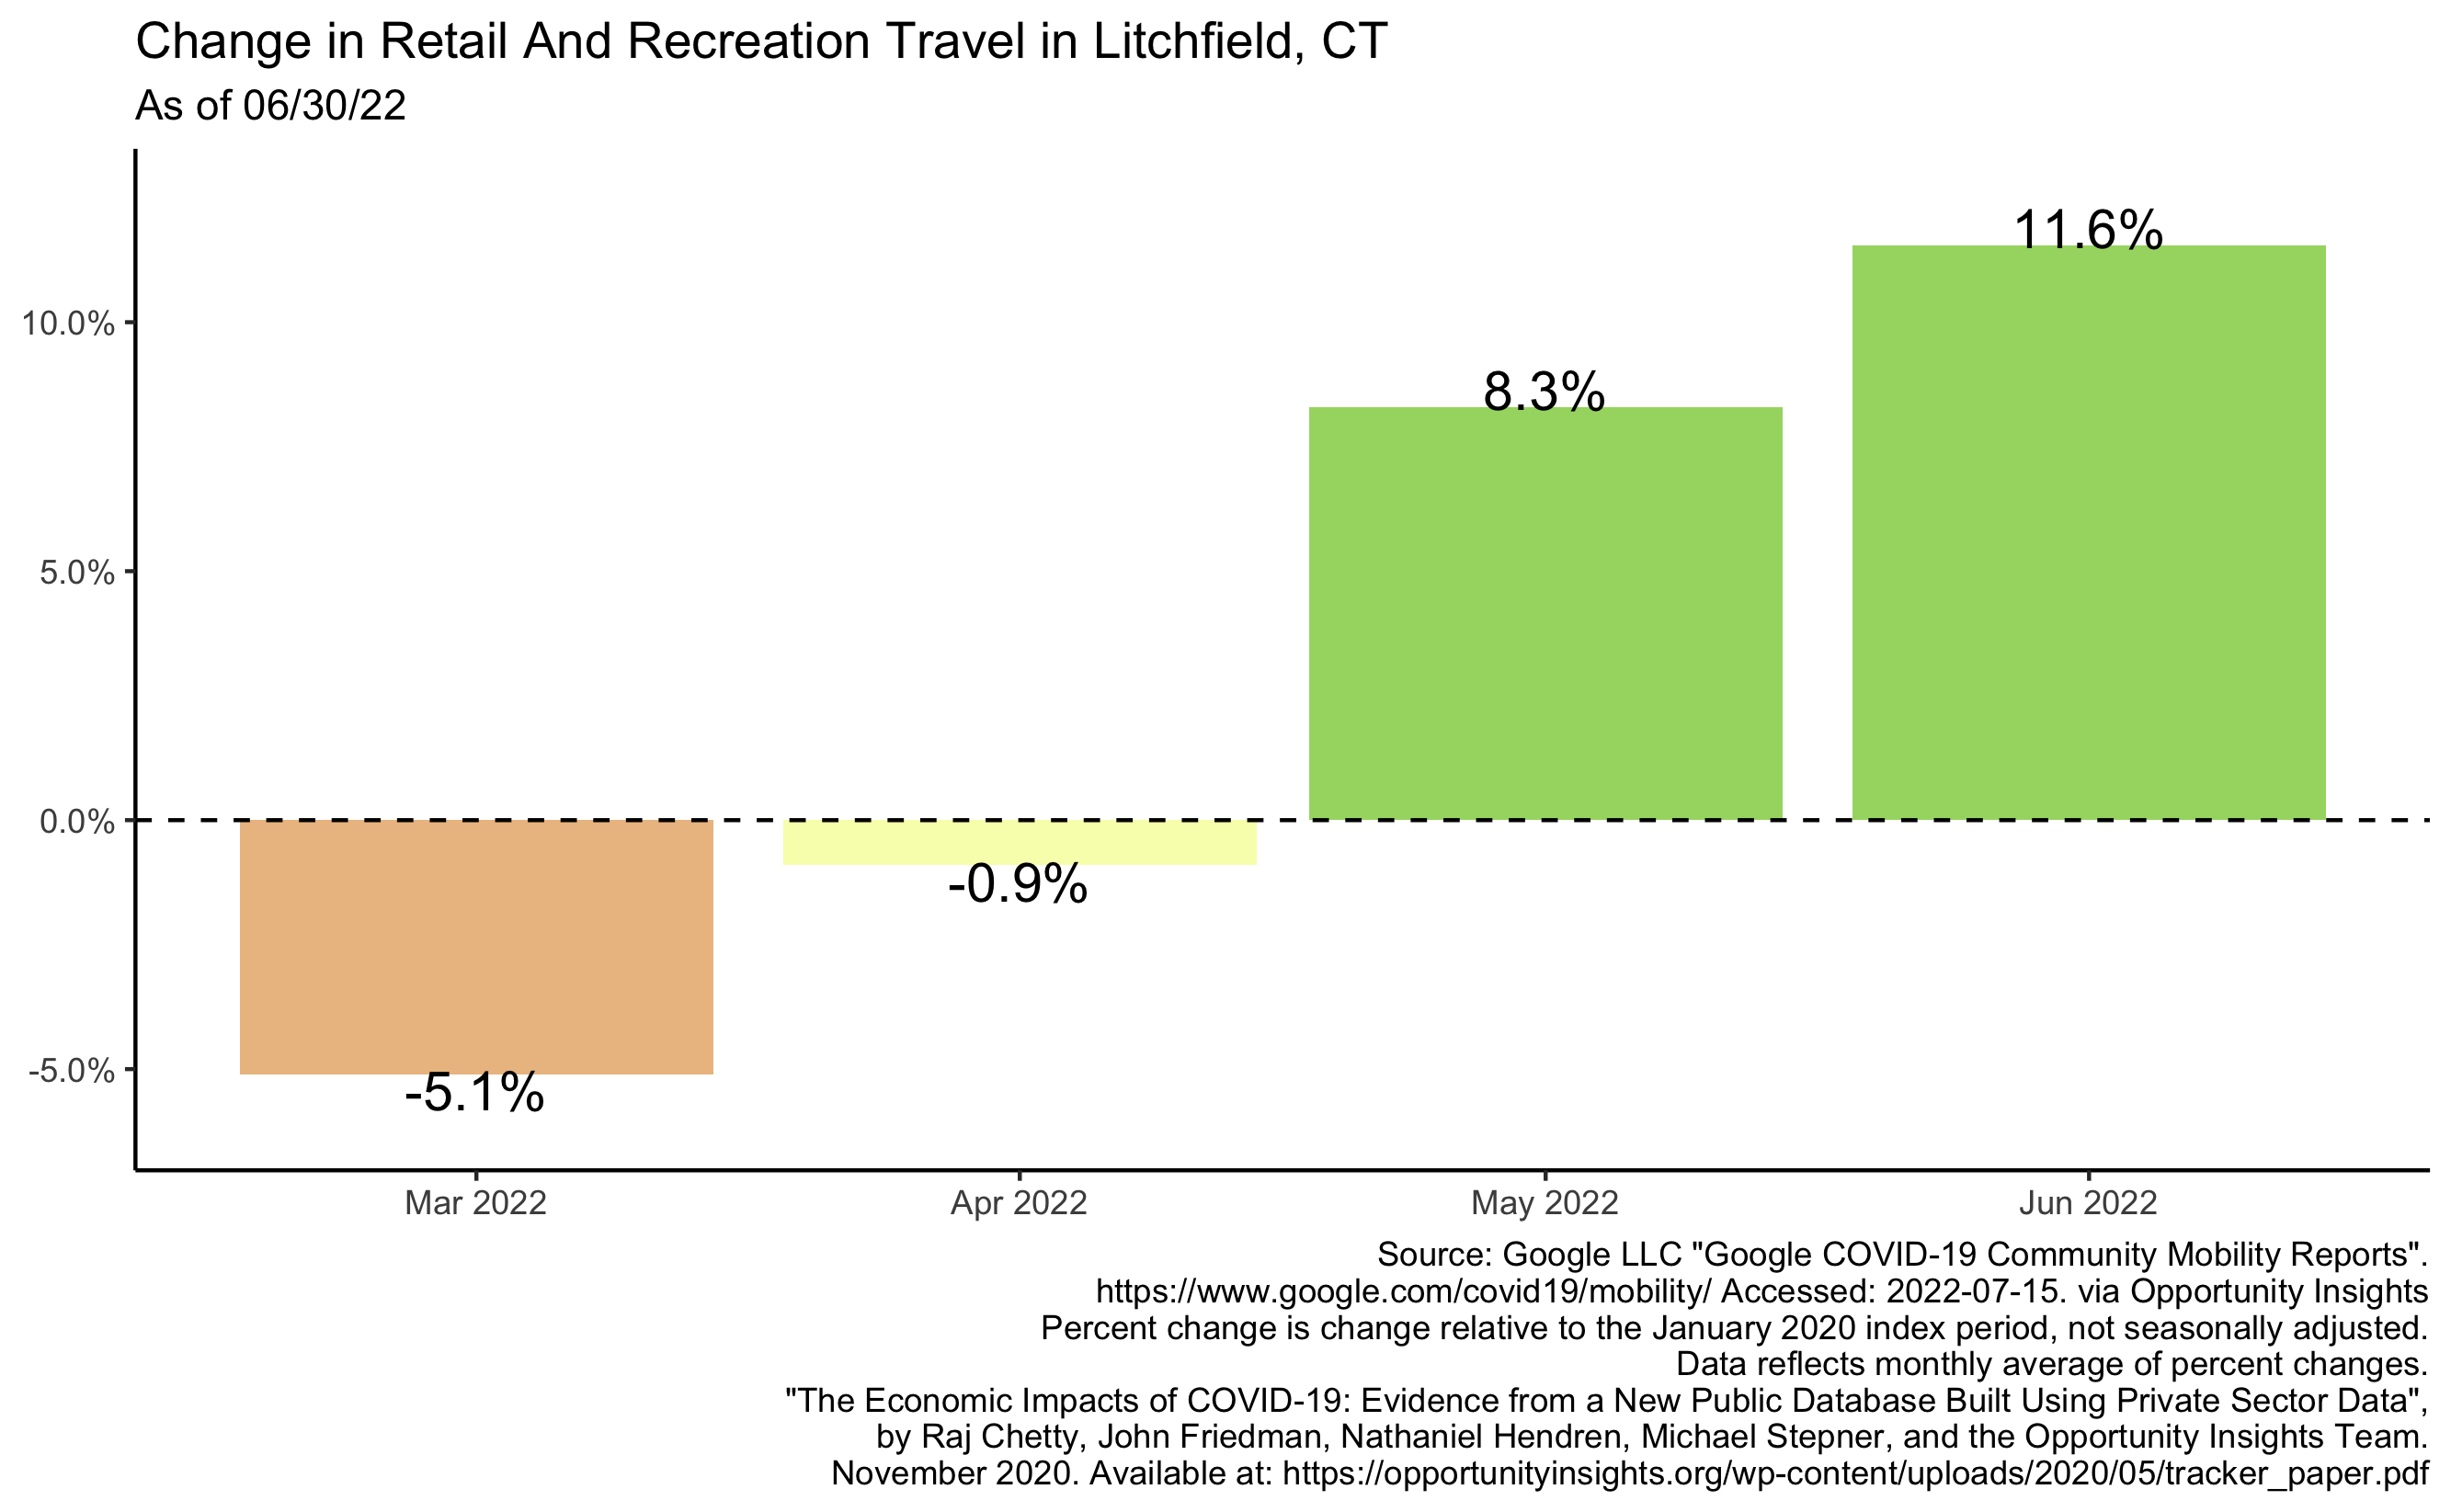 Change in Retail And Recreation Travel in Litchfield, CT
As of 06/30/22
11.6%
10.0%
8.3%
5.0%
0.0%
-0.9%
-5.0%
-5.1%
Mar 2022 Apr 2022 May 2022 Jun 2022
Source: Google LLC "Google COVID-19 Community Mobility Reports".
https://www.google.com/covid19/mobility/ Accessed: 2022-07-15. via Opportunity Insights
Percent change is change relative to the January 2020 index period, not seasonally adjusted.
Data reflects monthly average of percent changes.
"The Economic Impacts of COVID-19: Evidence from a New Public Database Built Using Private Sector Data",
by Raj Chetty, John Friedman, Nathaniel Hendren, Michael Stepner, and the Opportunity Insights Team.
November 2020. Available at: https://opportunityinsights.org/wp-content/uploads/2020/05/tracker_paper.pdf